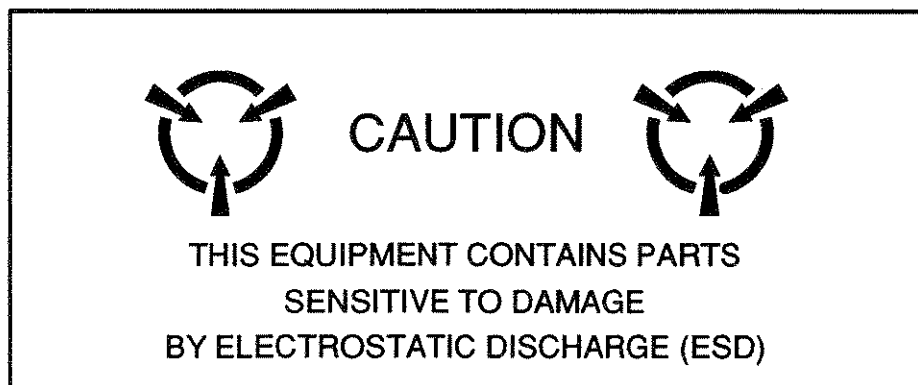 CAUTION
THIS EQUIPMENT CONTAINS PARTS
SENSITIVE TO DAMAGE
BY ELECTROSTATIC DISCHARGE (ESD)